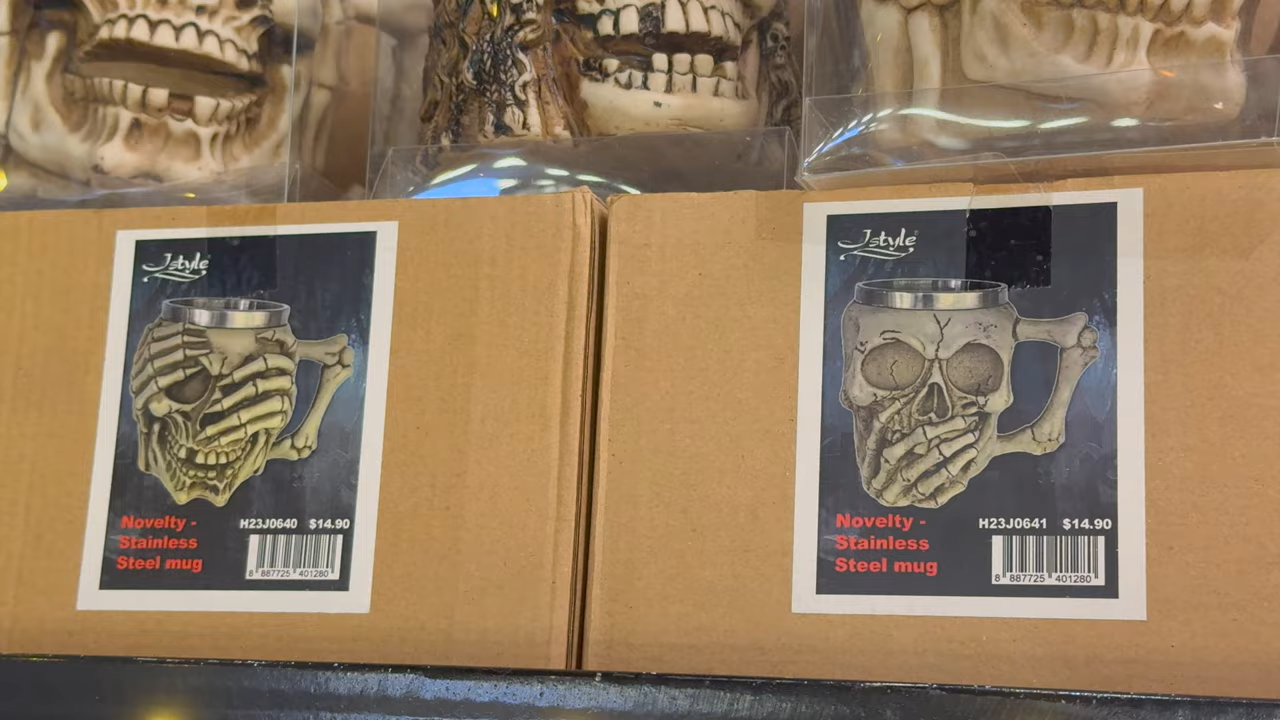 Jstyle
Novelty -
Stainless
Steel mug
H23J0640 $14.90
8 887725 401280
Jstyle
Novelty -
Stainless
Steel mug
H23J0641 $14.90
8 887725 401280